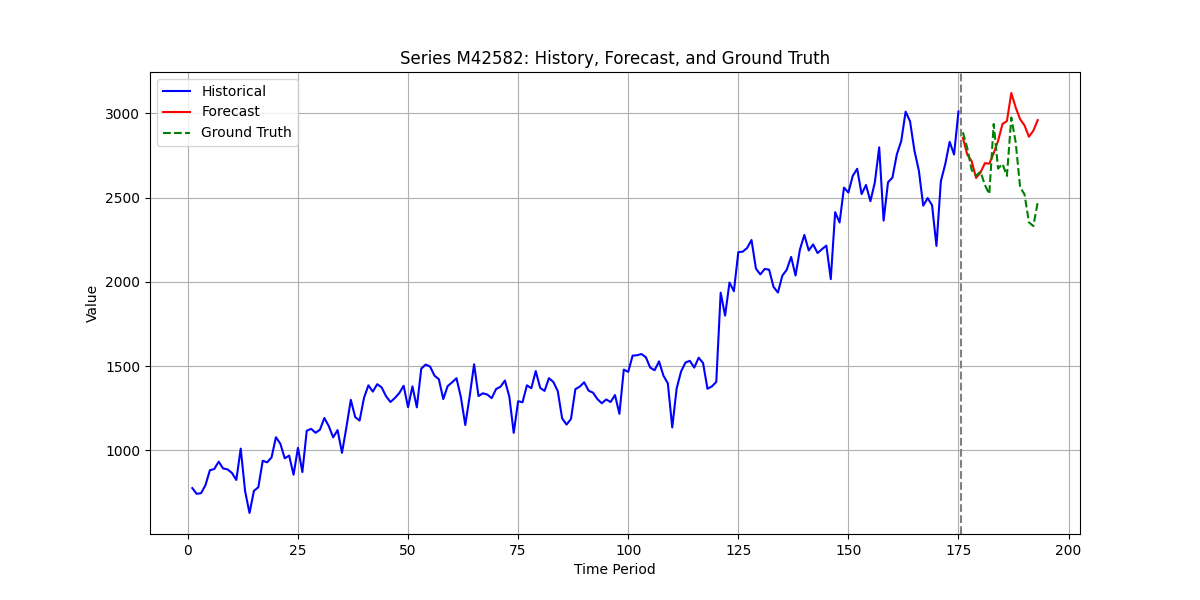 Series M42582: History, Forecast, and Ground Truth
Historical
Forecast
Ground Truth
Value
3000
2500
2000
1500
1000
0 25 50 75 100 125 150 175 200
Time Period